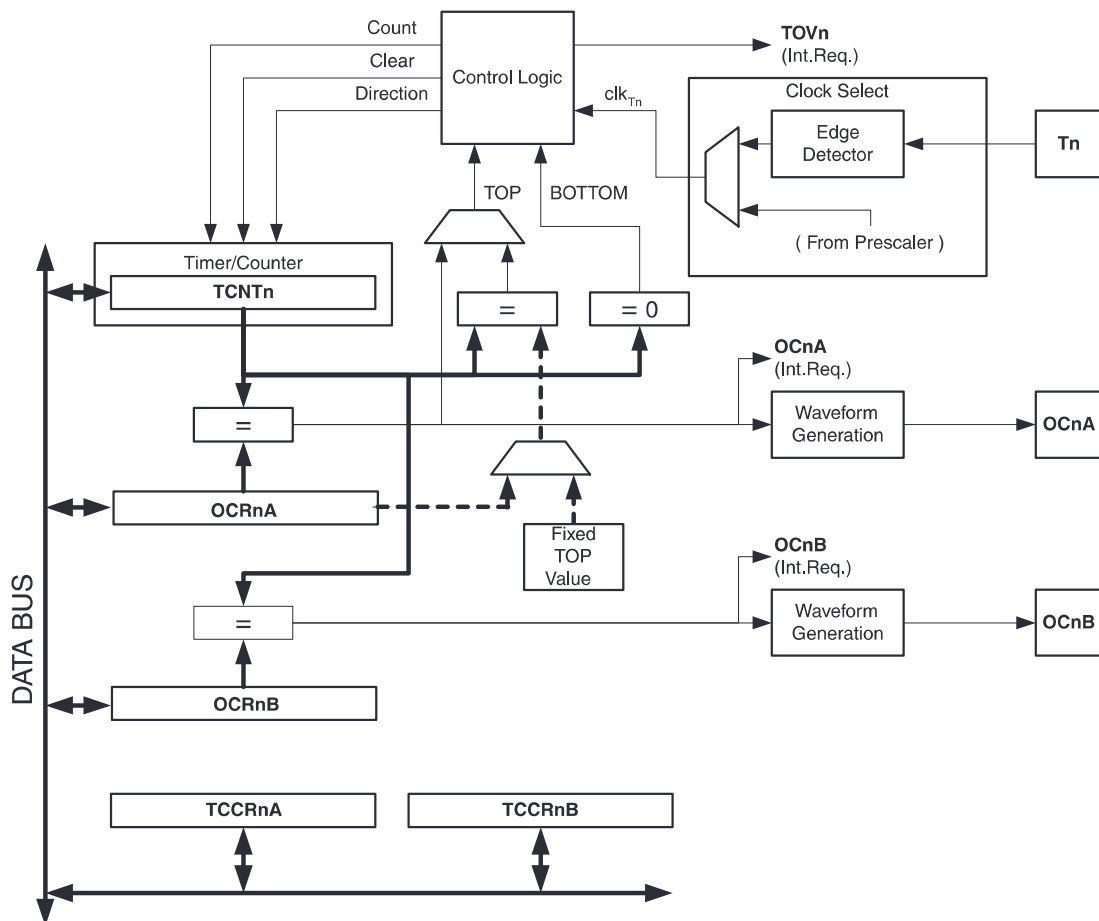 Count
Clear
Direction
Control Logic
TOVn
(Int.Req.)
clkTn
Clock Select
Edge
Detector
Tn
( From Prescaler )
TOP
BOTTOM
Timer/Counter
TCNTn
=
= 0
=
OCnA
(Int.Req.)
Waveform
Generation
OCnA
OCRnA
Fixed
TOP
Value
OCnB
(Int.Req.)
=
Waveform
Generation
OCnB
OCRnB
DATA BUS
TCCRnA
TCCRnB